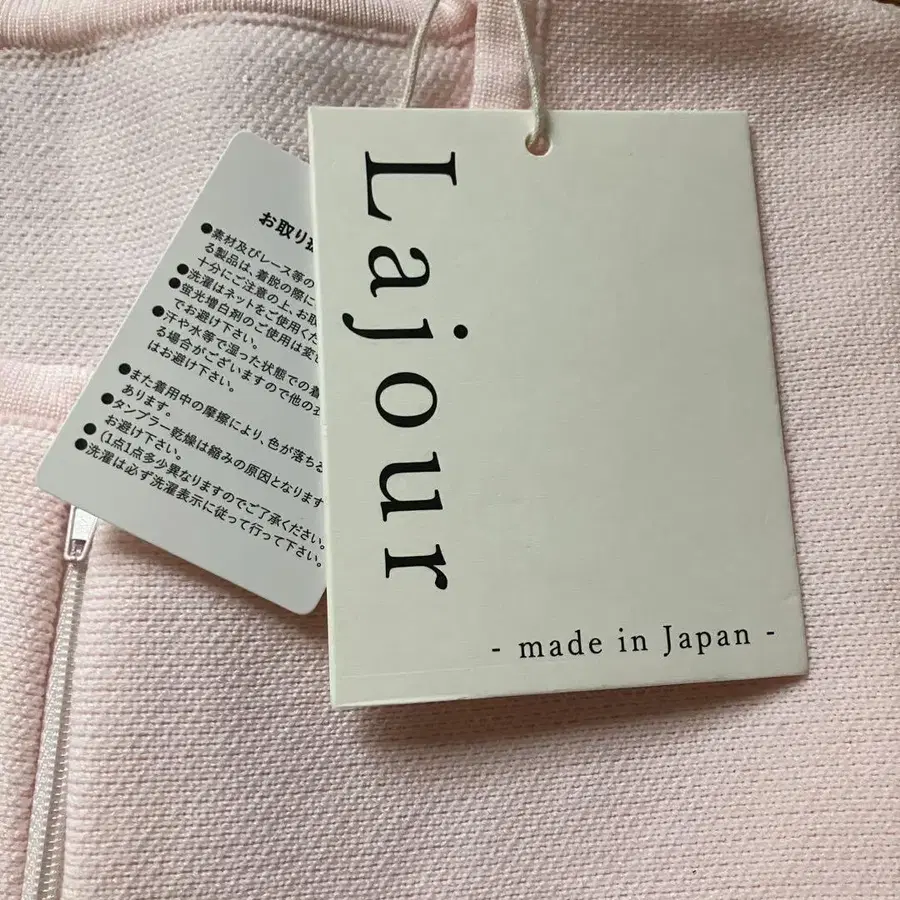 Lajour
- made in Japan -
お取り扱
●素材及びレース等の
る製品は、着脱の際に
十分にご注意の上、お取
●洗濯はネットをご使用くだ
●蛍光増白剤のご使用は変色
でお避け下さい。
●汗や水等で湿った状態での着
る場合がございますので他の衣
はお避け下さい。
●また着用中の摩擦により、色が落ちる
あります。
●タンブラー乾燥は縮みの原因となります
お避け下さい。
●(1点1点多少異なりますのでご了承ください。
●洗濯は必ず洗濯表示に従って行って下さい。